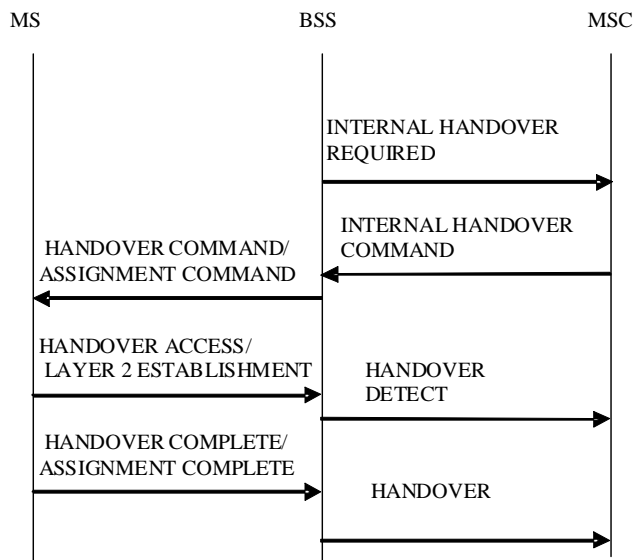 MS
BSS
MSC
INTERNAL HANDOVER
REQUIRED
INTERNAL HANDOVER
COMMAND
HANDOVER COMMAND/
ASSIGNMENT COMMAND
HANDOVER ACCESS/
LAYER 2 ESTABLISHMENT
HANDOVER
DETECT
HANDOVER COMPLETE/
ASSIGNMENT COMPLETE
HANDOVER